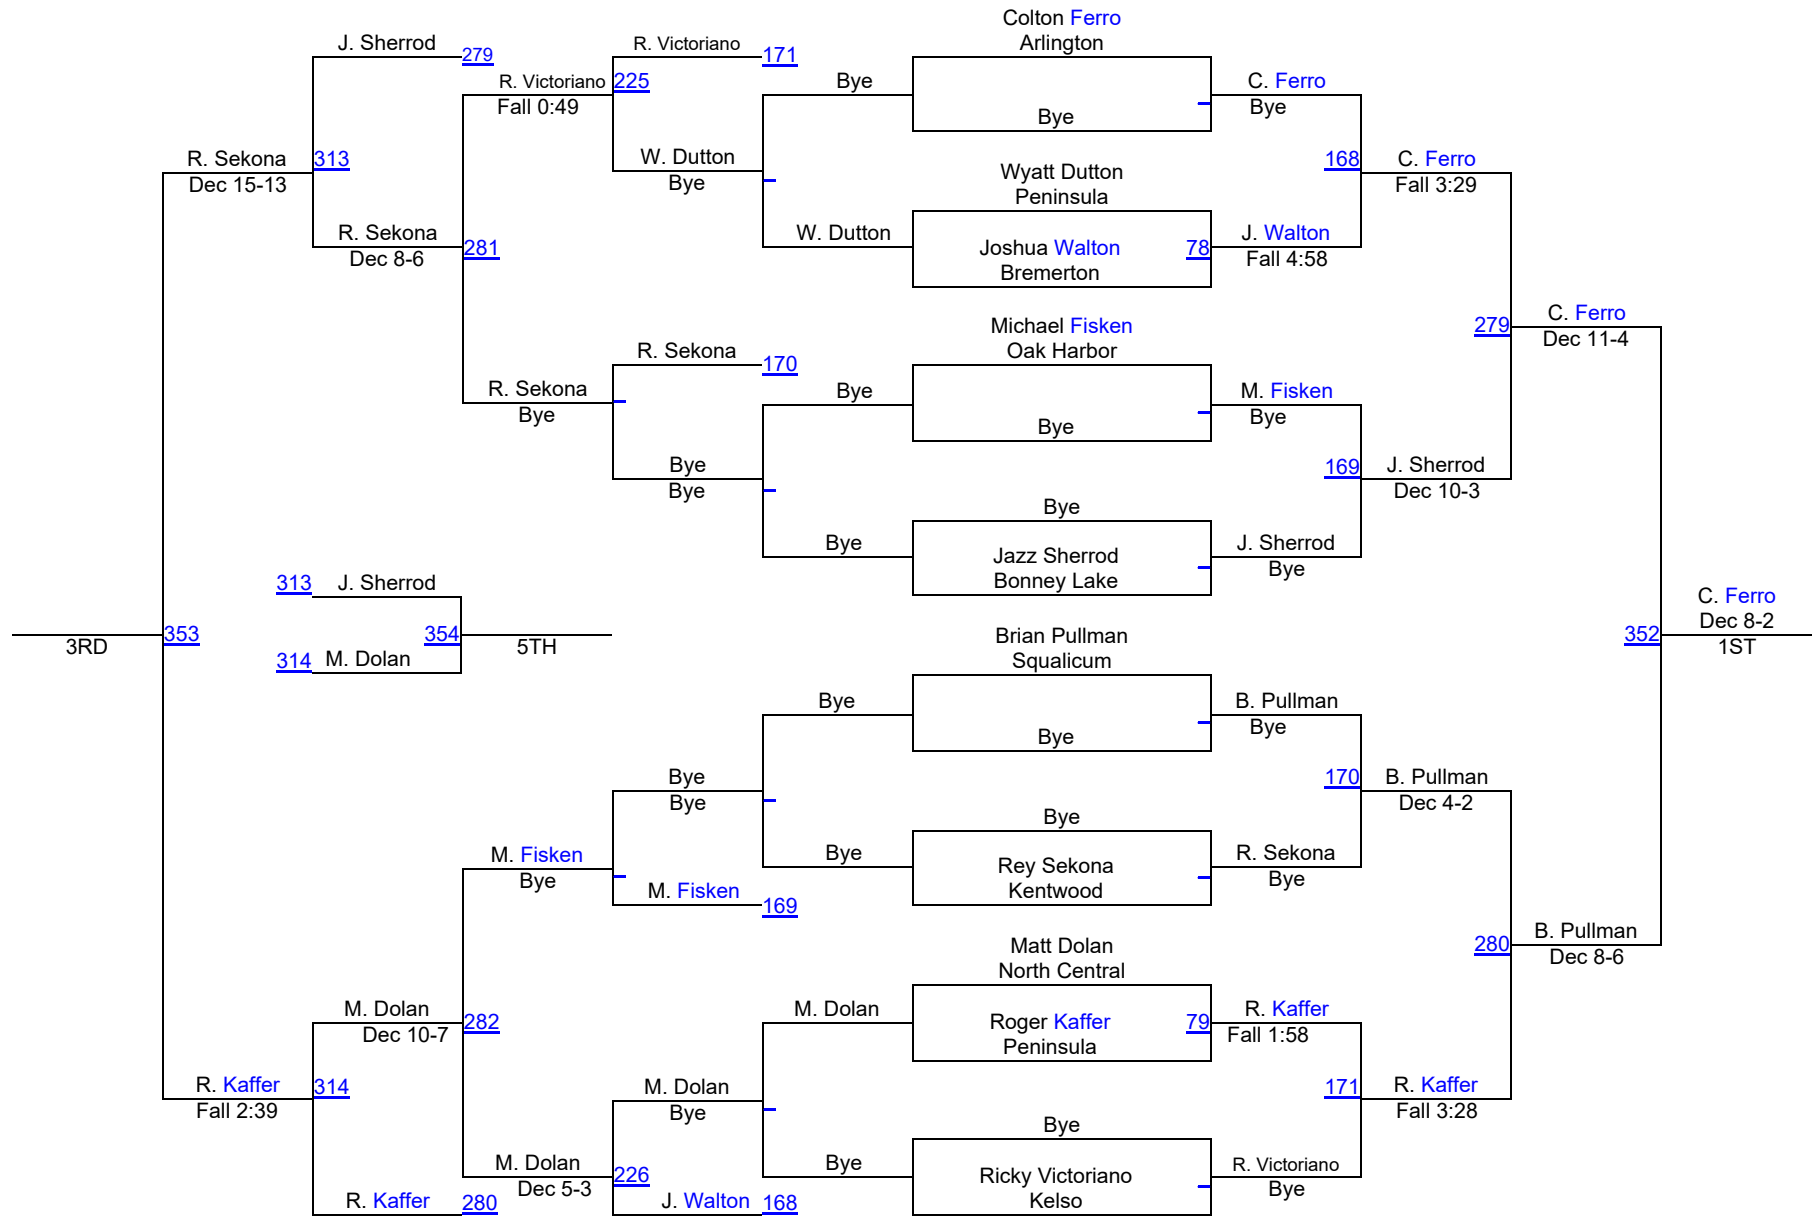 Colton Ferro
J. Sherrod
R. Victoriano
Arlington
279
171
R. Victoriano
225
Bye
C. Ferro
Fall 0:49
Bye
Bye
R. Sekona
313
W. Dutton
Wyatt Dutton
168
C. Ferro
Dec 15-13
Bye
Peninsula
Fall 3:29
R. Sekona
281
W. Dutton
Joshua Walton
78
J. Walton
Dec 8-6
Bremerton
Fall 4:58
Michael Fisken
279
C. Ferro
R. Sekona
170
Oak Harbor
Dec 11-4
R. Sekona
Bye
M. Fisken
Bye
Bye
Bye
Bye
169
J. Sherrod
Bye
Dec 10-3
Bye
Bye
Jazz Sherrod
J. Sherrod
Bonney Lake
Bye
313
J. Sherrod
C. Ferro
353
354
Brian Pullman
352
Dec 8-2
3RD
314
M. Dolan
5TH
Squalicum
1ST
Bye
B. Pullman
Bye
Bye
Bye
170
B. Pullman
Bye
Dec 4-2
Bye
M. Fisken
Bye
Rey Sekona
R. Sekona
Bye
M. Fisken
169
Kentwood
Bye
Matt Dolan
280
B. Pullman
North Central
Dec 8-6
M. Dolan
282
M. Dolan
Roger Kaffer
79
R. Kaffer
Dec 10-7
Peninsula
Fall 1:58
R. Kaffer
314
M. Dolan
171
R. Kaffer
Fall 2:39
Bye
Bye
Fall 3:28
M. Dolan
226
Bye
Ricky Victoriano
R. Victoriano
Dec 5-3
Kelso
Bye
R. Kaffer
280
J. Walton
168